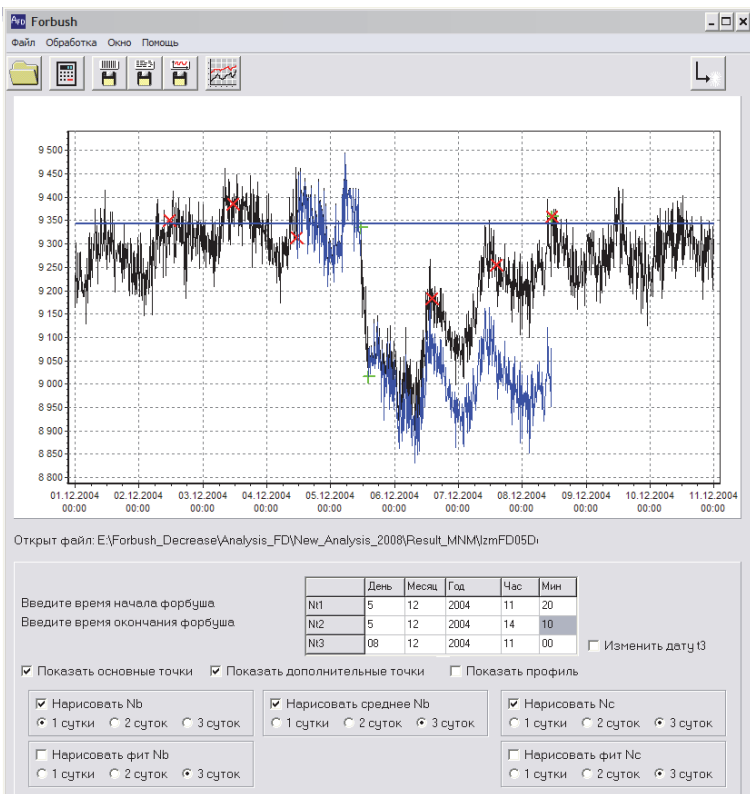 AFD Forbush
Файл Обработка Окно Помощь
9 500
9 450
9 400
9 350
9 300
9 250
9 200
9 150
9 100
9 050
9 000
8 950
8 900
8 850
8 800
01.12.2004 02.12.2004 03.12.2004 04.12.2004 05.12.2004 06.12.2004 07.12.2004 08.12.2004 09.12.2004 10.12.2004 11.12.2004
00:00 00:00 00:00 00:00 00:00 00:00 00:00 00:00 00:00 00:00 00:00
Открыт файл: E:\Forbush_Decrease\Analysis_FD\New_Analysis_2008\Result_MNM\IzmFD05D
День Месяц Год Час Мин
Введите время начала форбуша
Nt1 5 12 2004 11 20
Введите время окончания форбуша
Nt2 5 12 2004 14 10
Nt3 08 12 2004 11 00
Изменить дату t3
Показать основные точки Показать дополнительные точки Показать профиль
Нарисовать Nb Нарисовать среднее Nb Нарисовать Nc
1 сутки 2 суток 3 суток 1 сутки 2 суток 3 суток 1 сутки 2 суток 3 суток
Нарисовать фит Nb Нарисовать фит Nc
1 сутки 2 суток 3 суток 1 сутки 2 суток 3 суток